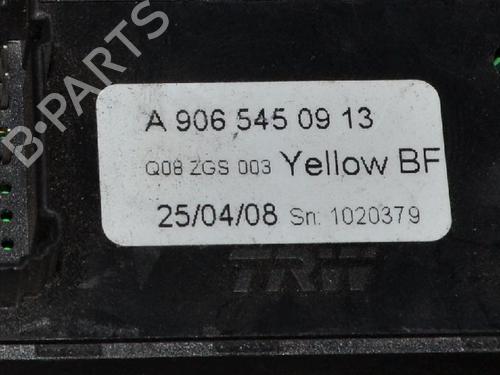 B-PARTS
A 906 545 09 13
Q08 ZGS 003 Yellow BF
25/04/08 Sn: 1020379
TRW